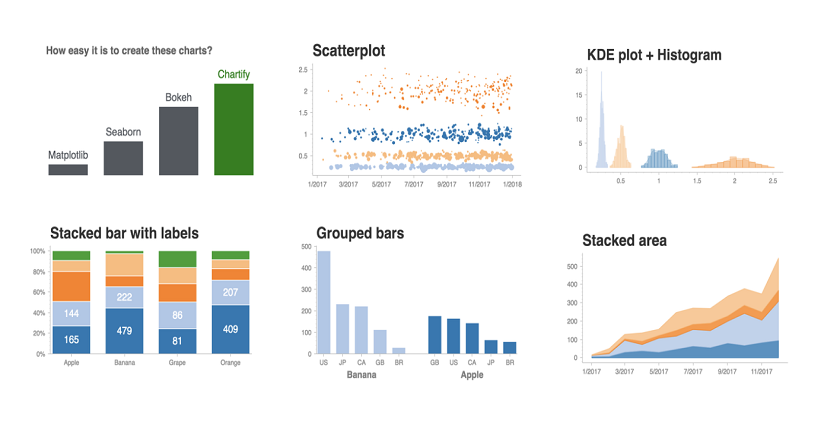 How easy it is to create these charts?
Chartify
Bokeh
Seaborn
Matplotlib
Scatterplot
2.5
2
1.5
1
0.5
1/2017 3/2017 5/2017 7/2017 9/2017 11/2017 1/2018
KDE plot + Histogram
20
15
10
5
0
0.5 1 1.5 2 2.5
Stacked bar with labels
100%
80%
60%
40%
20%
0%
144 222 86 207
165 479 81 409
Apple Banana Grape Orange
Grouped bars
500
400
300
200
100
0
US JP CA GB BR GB US CA JP BR
Banana Apple
Stacked area
500
400
300
200
100
0
1/2017 3/2017 5/2017 7/2017 9/2017 11/2017